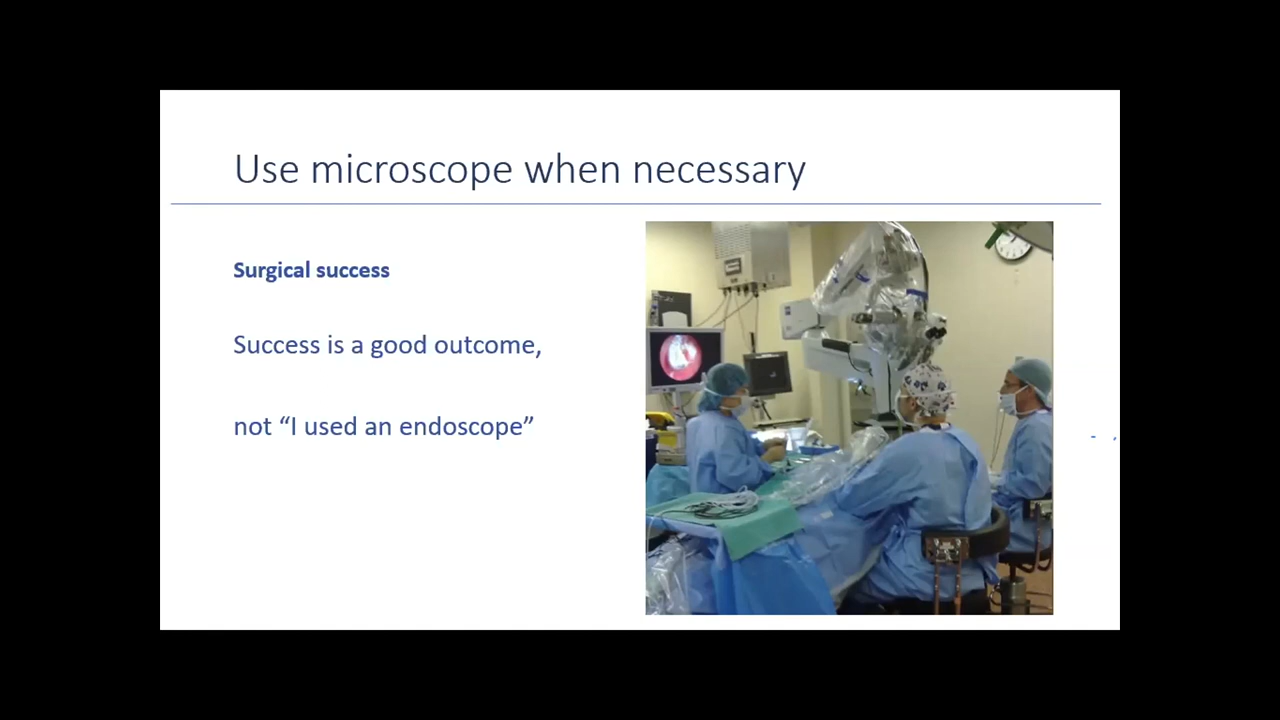 Use microscope when necessary
Surgical success
Success is a good outcome,
not “I used an endoscope”